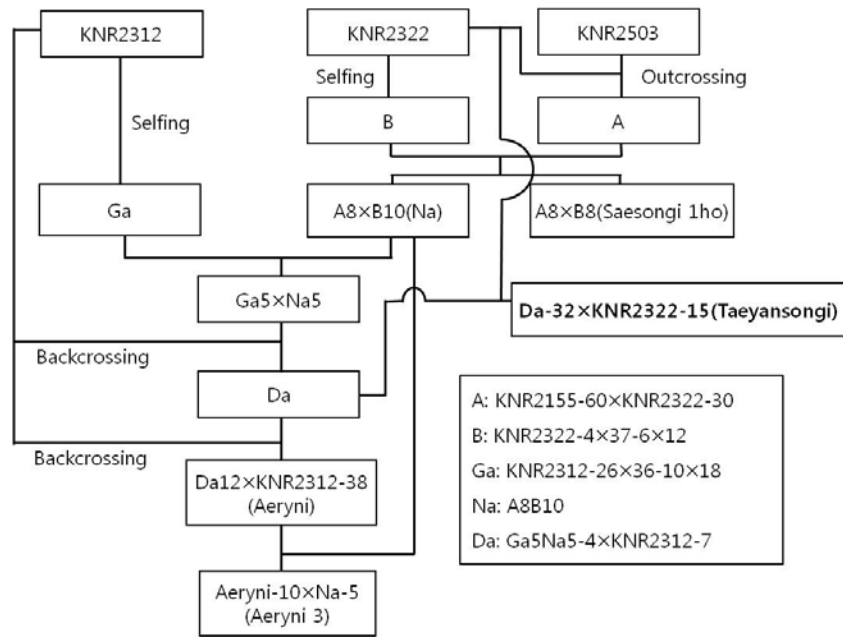 KNR2312
KNR2322
KNR2503
Selfing
Outcrossing
Selfing
B
A
Ga
A8×B10(Na)
A8×B8(Saesongi 1ho)
Ga5×Na5
Da-32×KNR2322-15(Taeyansongi)
Backcrossing
Da
Backcrossing
Da12×KNR2312-38
(Aeryni)
Aeryni-10×Na-5
(Aeryni 3)
A: KNR2155-60×KNR2322-30
B: KNR2322-4×37-6×12
Ga: KNR2312-26×36-10×18
Na: A8B10
Da: Ga5Na5-4×KNR2312-7